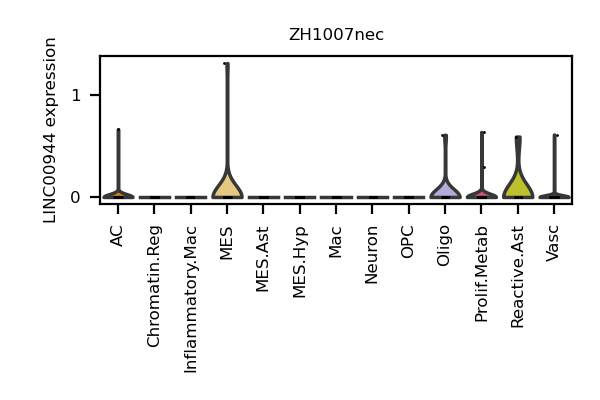 ZH1007nec
LINC00944 expression
1
0
AC
Chromatin.Reg
Inflammatory.Mac
MES
MES.Ast
MES.Hyp
Mac
Neuron
OPC
Oligo
Prolif.Metab
Reactive.Ast
Vasc